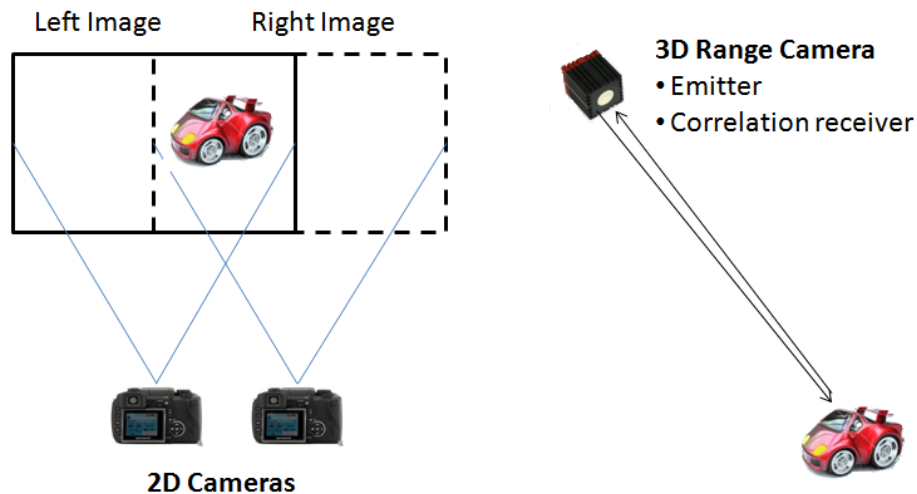 Left Image
Right Image
2D Cameras
3D Range Camera
• Emitter
• Correlation receiver